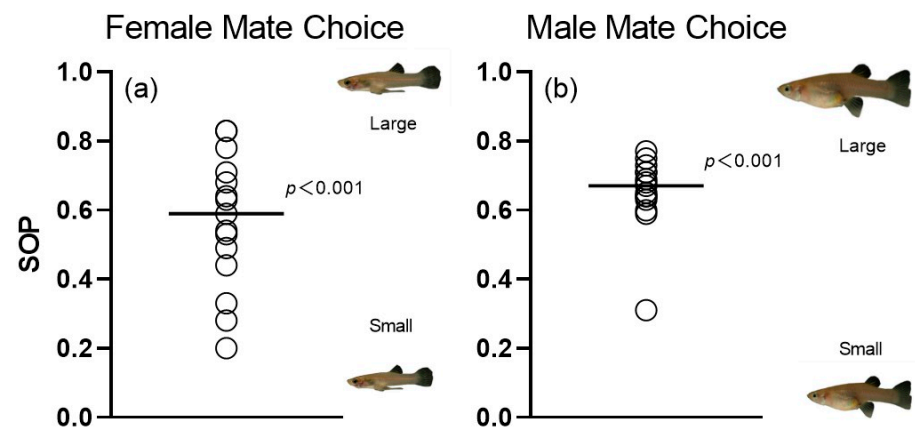 Female Mate Choice
Male Mate Choice
(a)
(b)
1.0
0.8
0.6
0.4
0.2
0.0
SOP
Large
p<0.001
Small
1.0
0.8
0.6
0.4
0.2
0.0
Large
p<0.001
Small